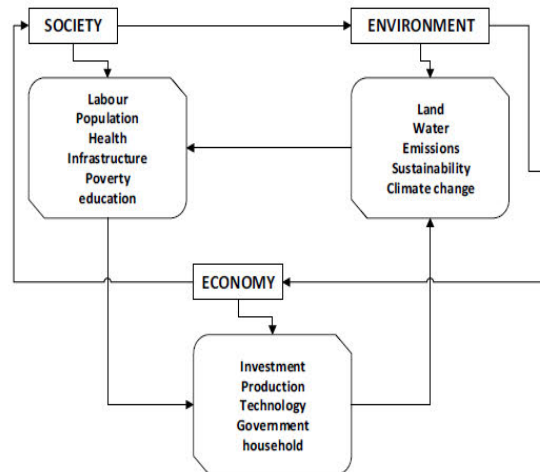 SOCIETY
ENVIRONMENT
Labour
Population
Health
Infrastructure
Poverty
education
Land
Water
Emissions
Sustainability
Climate change
ECONOMY
Investment
Production
Technology
Government
household